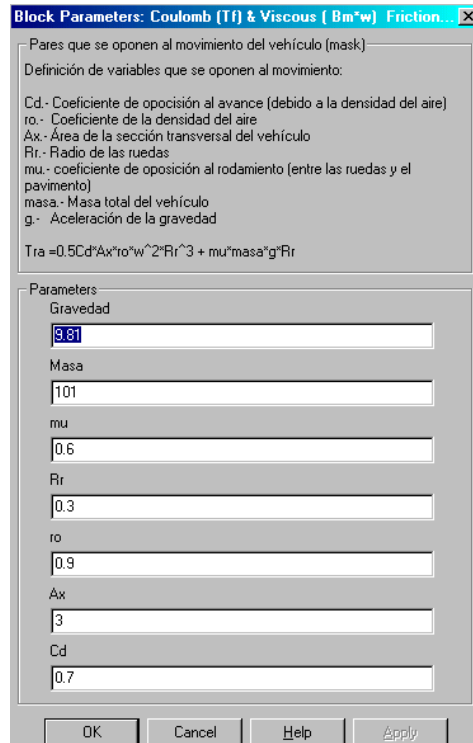 Block Parameters: Coulomb (Tf) & Viscous ( Bm*w)  Friction...
Pares que se oponen al movimiento del vehículo (mask)
Definición de variables que se oponen al movimiento:
Cd.- Coeficiente de opocisión al avance (debido a la densidad del aire)
ro.-  Coeficiente de la densidad del aire
Ax.- Área de la sección transversal del vehículo
Rr.- Radio de las ruedas
mu.- coeficiente de oposición al rodamiento (entre las ruedas y el
pavimento)
masa.- Masa total del vehículo
g.-  Aceleración de la gravedad
Tra =0.5Cd*Ax*ro*w^2*Rr^3 + mu*masa*g*Rr
Parameters
Gravedad
9.81
Masa
101
mu
0.6
Rr
0.3
ro
0.9
Ax
3
Cd
0.7
OK Cancel Help Apply